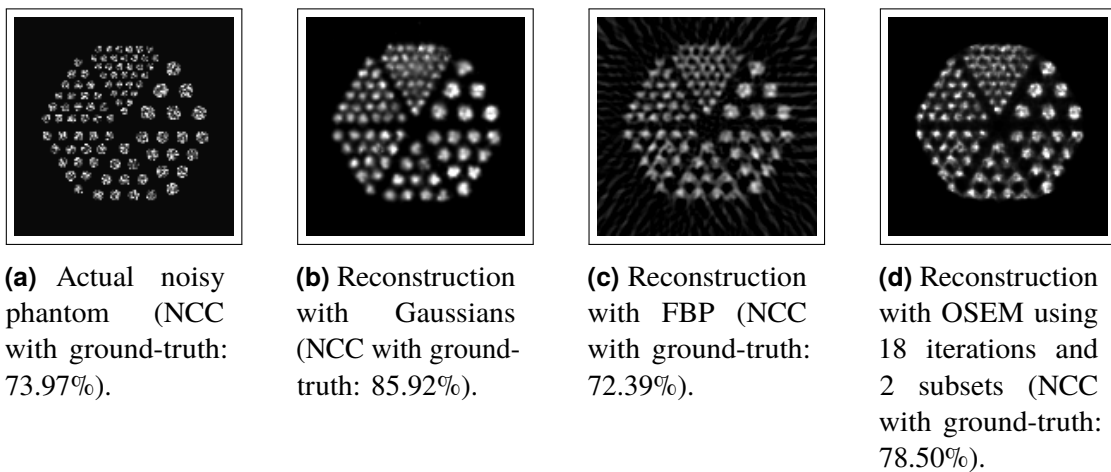 (a) Actual noisy
phantom (NCC
with ground-truth:
73.97%).
(b) Reconstruction
with Gaussians
(NCC with ground-
truth: 85.92%).
(c) Reconstruction
with FBP (NCC
with ground-truth:
72.39%).
(d) Reconstruction
with OSEM using
18 iterations and
2 subsets (NCC
with ground-truth:
78.50%).